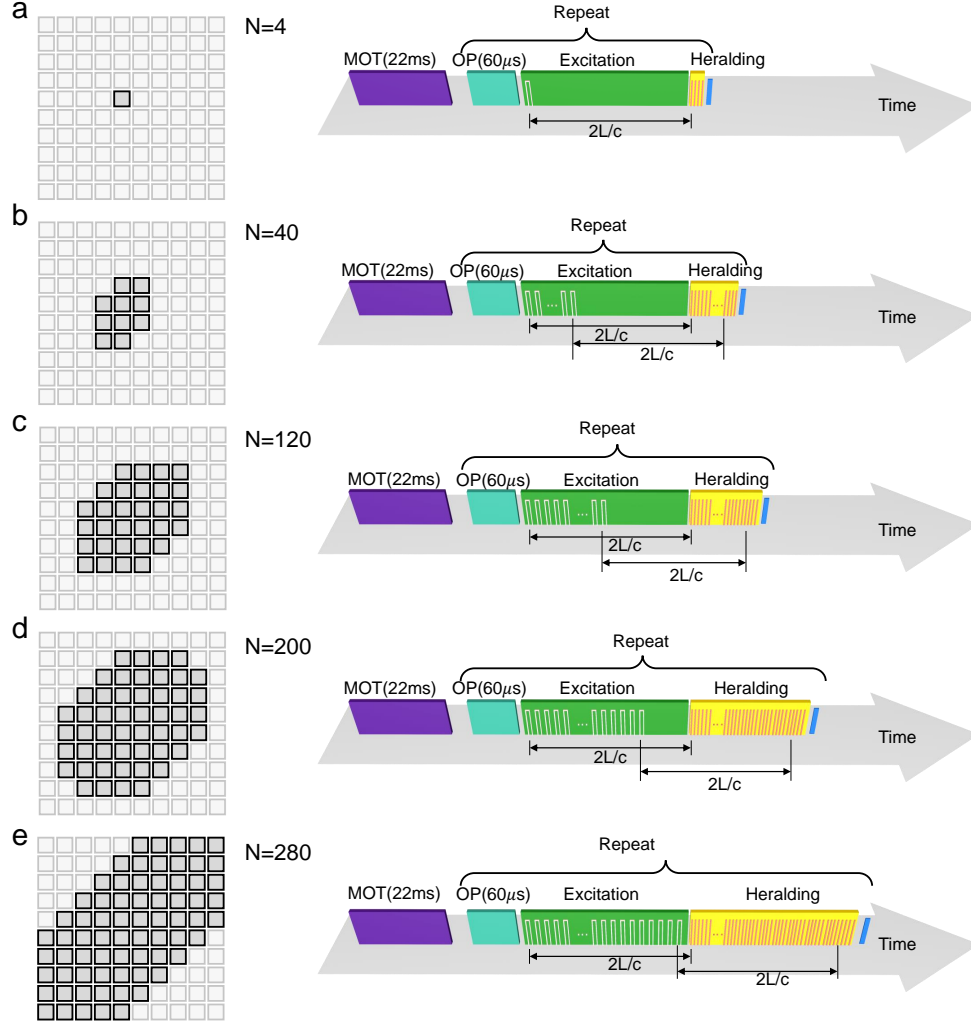 a
N=4
Repeat
MOT(22ms)
OP(60μs)
Excitation
Heralding
2L/c
Time
b
N=40
Repeat
MOT(22ms)
OP(60μs)
Excitation
Heralding
...
...
2L/c
2L/c
Time
c
N=120
Repeat
MOT(22ms)
OP(60μs)
Excitation
Heralding
...
...
2L/c
2L/c
Time
d
N=200
Repeat
MOT(22ms)
OP(60μs)
Excitation
Heralding
...
...
2L/c
2L/c
Time
e
N=280
Repeat
MOT(22ms)
OP(60μs)
Excitation
Heralding
...
...
2L/c
2L/c
Time